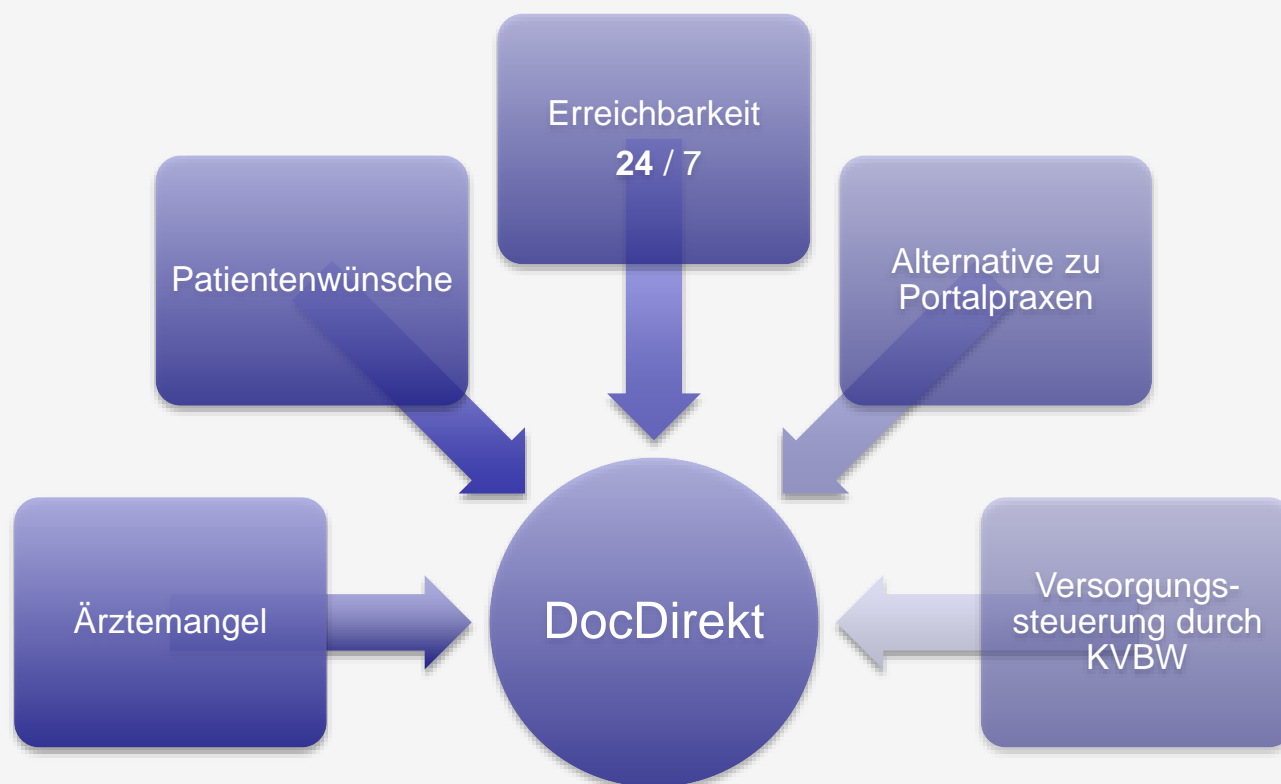 Erreichbarkeit
24 / 7
Patientenwünsche
Alternative zu
Portalpraxen
Ärztemangel
DocDirekt
Versorgungs-
steuerung durch
KVBW